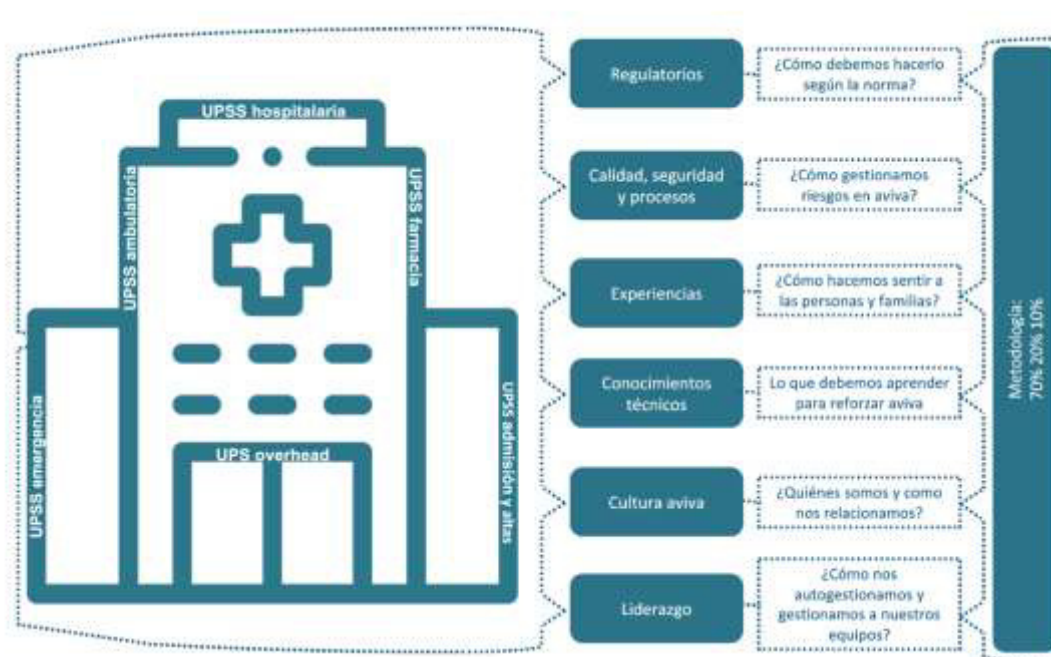 UPSS hospitalaria
UPSS ambulatoria
UPSS farmacia
UPSS emergencia
UPSS admisión y altas
UPS overhead
Regulatorios
¿Cómo debemos hacerlo
según la norma?
Calidad, seguridad
y procesos
¿Cómo gestionamos
riesgos en aviva?
Experiencias
¿Cómo hacemos sentir a
las personas y familias?
Conocimientos
técnicos
Lo que debemos aprender
para reforzar aviva
Cultura aviva
¿Quiénes somos y como
nos relacionamos?
Liderazgo
¿Cómo nos
autogestionamos y
gestionamos a nuestros
equipos?
Metodología:
70% 20% 10%